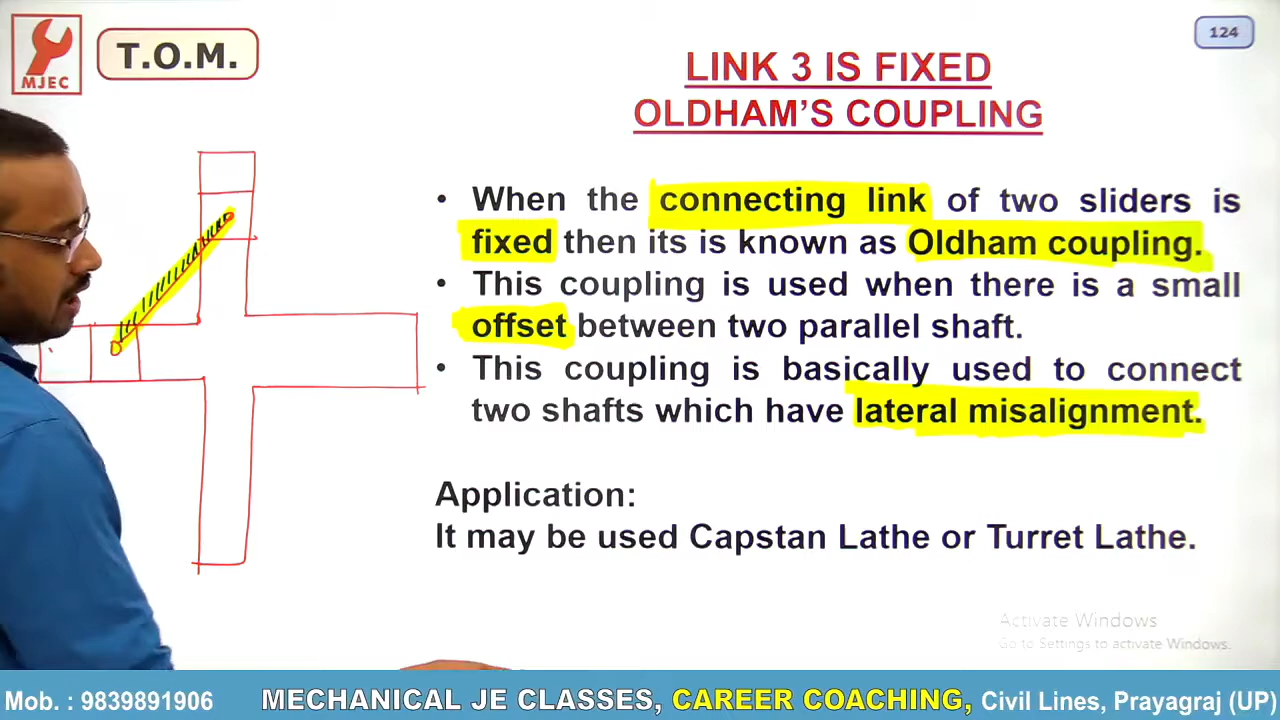 MJEC
T.O.M.
124
LINK 3 IS FIXED
OLDHAM'S COUPLING
• When the connecting link of two sliders is
fixed then its is known as Oldham coupling.
• This coupling is used when there is a small
offset between two parallel shaft.
• This coupling is basically used to connect
two shafts which have lateral misalignment.
Application:
It may be used Capstan Lathe or Turret Lathe.
Activate Windows
Go to Settings to activate Windows.
Mob. : 9839891906 MECHANICAL JE CLASSES, CAREER COACHING, Civil Lines, Prayagraj (UP)